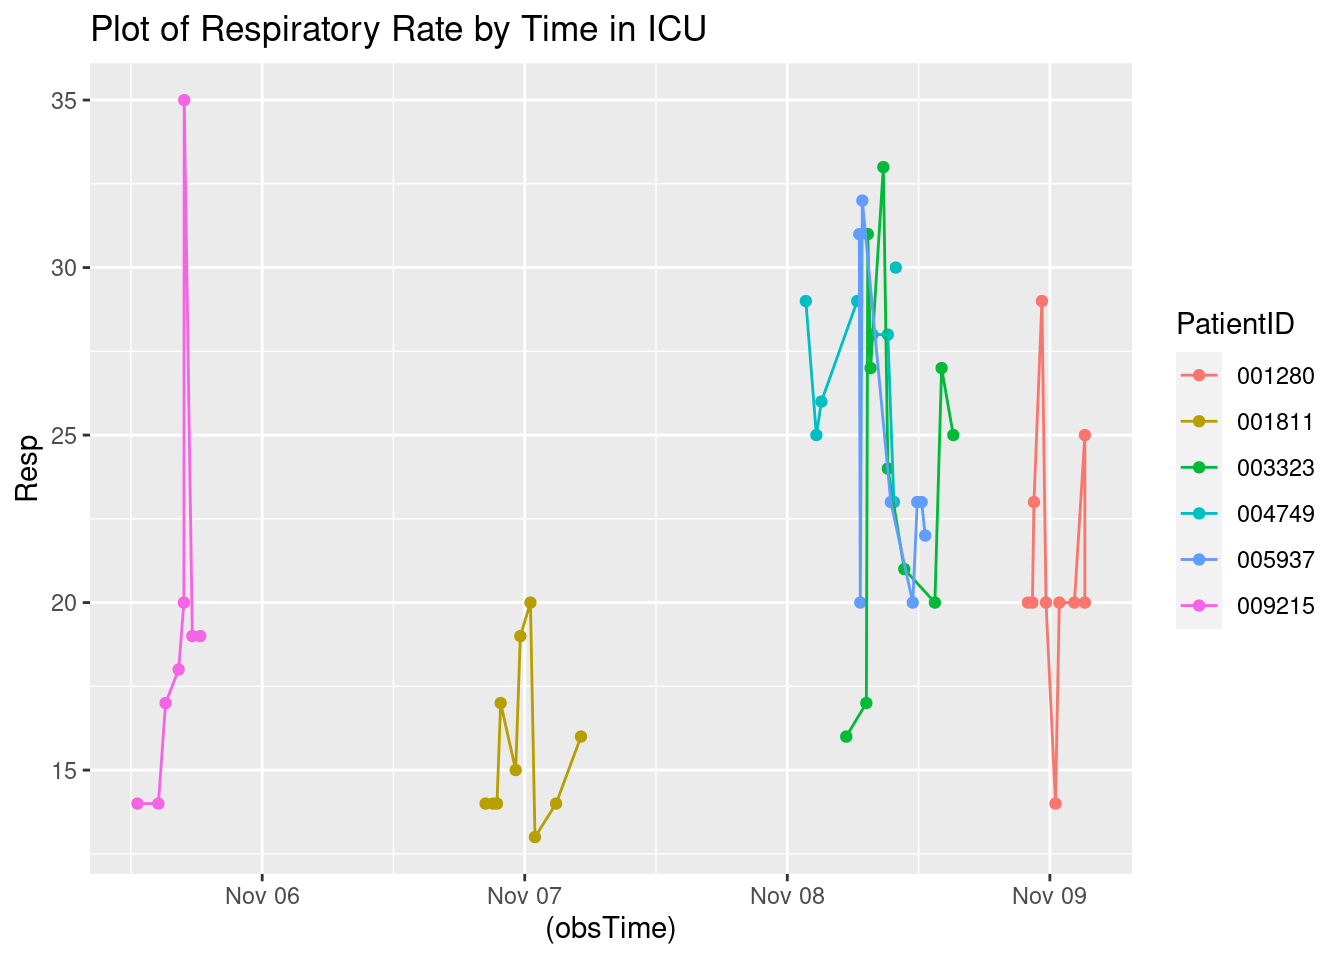 Plot of Respiratory Rate by Time in ICU
35
30
25
20
15
Resp
Nov 06
Nov 07
Nov 08
Nov 09
(obsTime)
PatientID
001280
001811
003323
004749
005937
009215